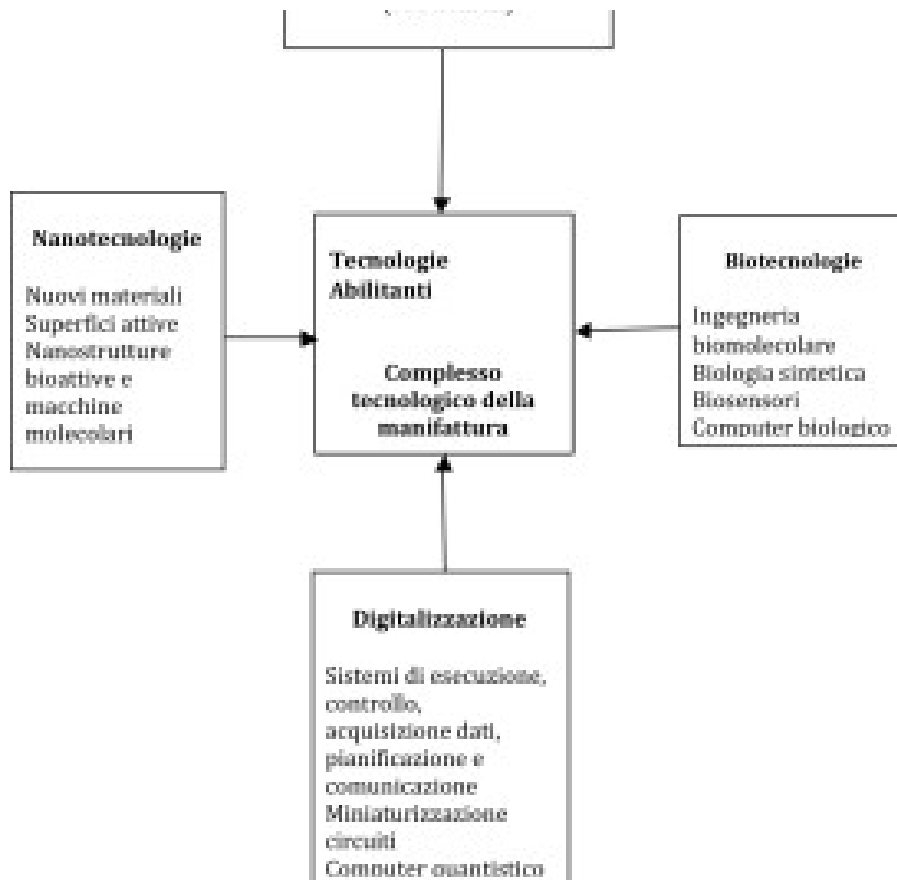 Nanotecnologie
Nuovi materiali
Superfici attive
Nanostrutture
bioattive e
macchine
molecolari
Tecnologie
Abilitanti
Complesso
tecnologico della
manifattura
Biotecnologie
Ingegneria
biomolecolare
Biologia sintetica
Biosensori
Computer biologico
Digitalizzazione
Sistemi di esecuzione,
controllo,
acquisizione dati,
pianificazione e
comunicazione
Miniaturizzazione
circuiti
Computer quantistico